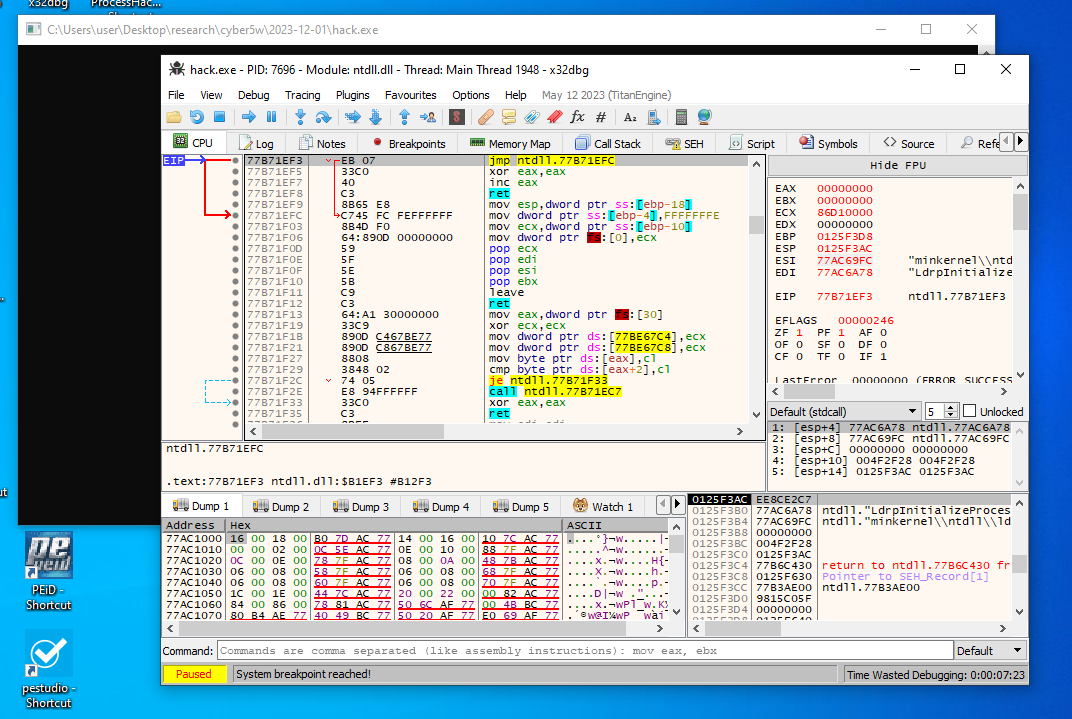 x32dbg
ProcessHac...
Shortcut
C:\Users\user\Desktop\research\cyber5w\2023-12-01\hack.exe
hack.exe - PID: 7696 - Module: ntdll.dll - Thread: Main Thread 1948 - x32dbg
File View Debug Tracing Plugins Favourites Options Help May 12 2023 (TitanEngine)
CPU Log Notes Breakpoints Memory Map Call Stack SEH Script Symbols Source Refe
EIP
77B71EF3 EB 07 jmp ntdll.77B71EFC
77B71EF5 33C0 xor eax,eax
77B71EF7 40 inc eax
77B71EF8 C3 ret
77B71EF9 8B65 E8 mov esp,dword ptr ss:[ebp-18]
77B71EFC C745 FC FEFFFFFF mov dword ptr ss:[ebp-4],FFFFFFFE
77B71F03 8B4D F0 mov ecx,dword ptr ss:[ebp-10]
77B71F06 64:890D 00000000 mov dword ptr fs:[0],ecx
77B71F0D 59 pop ecx
77B71F0E 5F pop edi
77B71F0F 5E pop esi
77B71F10 5B pop ebx
77B71F11 C9 leave
77B71F12 C3 ret
77B71F13 64:A1 30000000 mov eax,dword ptr fs:[30]
77B71F19 33C9 xor ecx,ecx
77B71F1B 890D C467BE77 mov dword ptr ds:[77BE67C4],ecx
77B71F21 890D C867BE77 mov dword ptr ds:[77BE67C8],ecx
77B71F27 8808 mov byte ptr ds:[eax],cl
77B71F29 3848 02 cmp byte ptr ds:[eax+2],cl
77B71F2C 74 05 je ntdll.77B71F33
77B71F2E E8 94FFFFFF call ntdll.77B71EC7
77B71F33 33C0 xor eax,eax
77B71F35 C3 ret
Hide FPU
EAX 00000000
EBX 00000000
ECX 86D10000
EDX 00000000
EBP 0125F3D8
ESP 0125F3AC
ESI 77AC69FC "minkernel\\ntd
EDI 77AC6A78 "LdrpInitialize
EIP 77B71EF3 ntdll.77B71EF3
EFLAGS 00000246
ZF 1 PF 1 AF 0
OF 0 SF 0 DF 0
CF 0 TF 0 IF 1
LastError 00000000 (ERROR_SUCCESS
Default (stdcall) 5 Unlocked
1: [esp+4] 77AC6A78 ntdll.77AC6A78
2: [esp+8] 77AC69FC ntdll.77AC69FC
3: [esp+C] 00000000 00000000
4: [esp+10] 004F2F28 004F2F28
5: [esp+14] 0125F3AC 0125F3AC
ntdll.77B71EFC
.text:77B71EF3 ntdll.dll:$B1EF3 #B12F3
Dump 1 Dump 2 Dump 3 Dump 4 Dump 5 Watch 1
Address Hex ASCII
77AC1000 16 00 18 00 B0 7D AC 77 14 00 16 00 10 7C AC 77
77AC1010 00 00 02 00 0C 5E AC 77 0E 00 10 00 88 7F AC 77
77AC1020 0C 00 0E 00 78 7F AC 77 08 00 0A 00 48 7B AC 77
77AC1030 06 00 08 00 58 7F AC 77 06 00 08 00 68 7F AC 77
77AC1040 06 00 08 00 60 7F AC 77 06 00 08 00 70 7F AC 77
77AC1050 1C 00 1E 00 44 7C AC 77 20 00 22 00 00 82 AC 77
77AC1060 84 00 86 00 78 81 AC 77 50 6C AF 77 00 4B BC 77
77AC1070 80 B4 AE 77 40 49 BC 77 50 20 AF 77 E0 69 AF 77
0125F3AC EE8CE2C7
0125F3B0 77AC6A78 ntdll."LdrpInitializeProces
0125F3B4 77AC69FC ntdll."minkernel\\ntdll\\ld
0125F3B8 00000000
0125F3BC 004F2F28
0125F3C0 0125F3AC
0125F3C4 77B6C430 return to ntdll.77B6C430 fr
0125F3C8 0125F630 Pointer to SEH_Record[1]
0125F3CC 77B3AE00 ntdll.77B3AE00
0125F3D0 9815C05F
0125F3D4 00000000
Command: Commands are comma separated (like assembly instructions): mov eax, ebx Default
Paused System breakpoint reached! Time Wasted Debugging: 0:00:07:23
ut
PEiD -
Shortcut
pestudio -
Shortcut